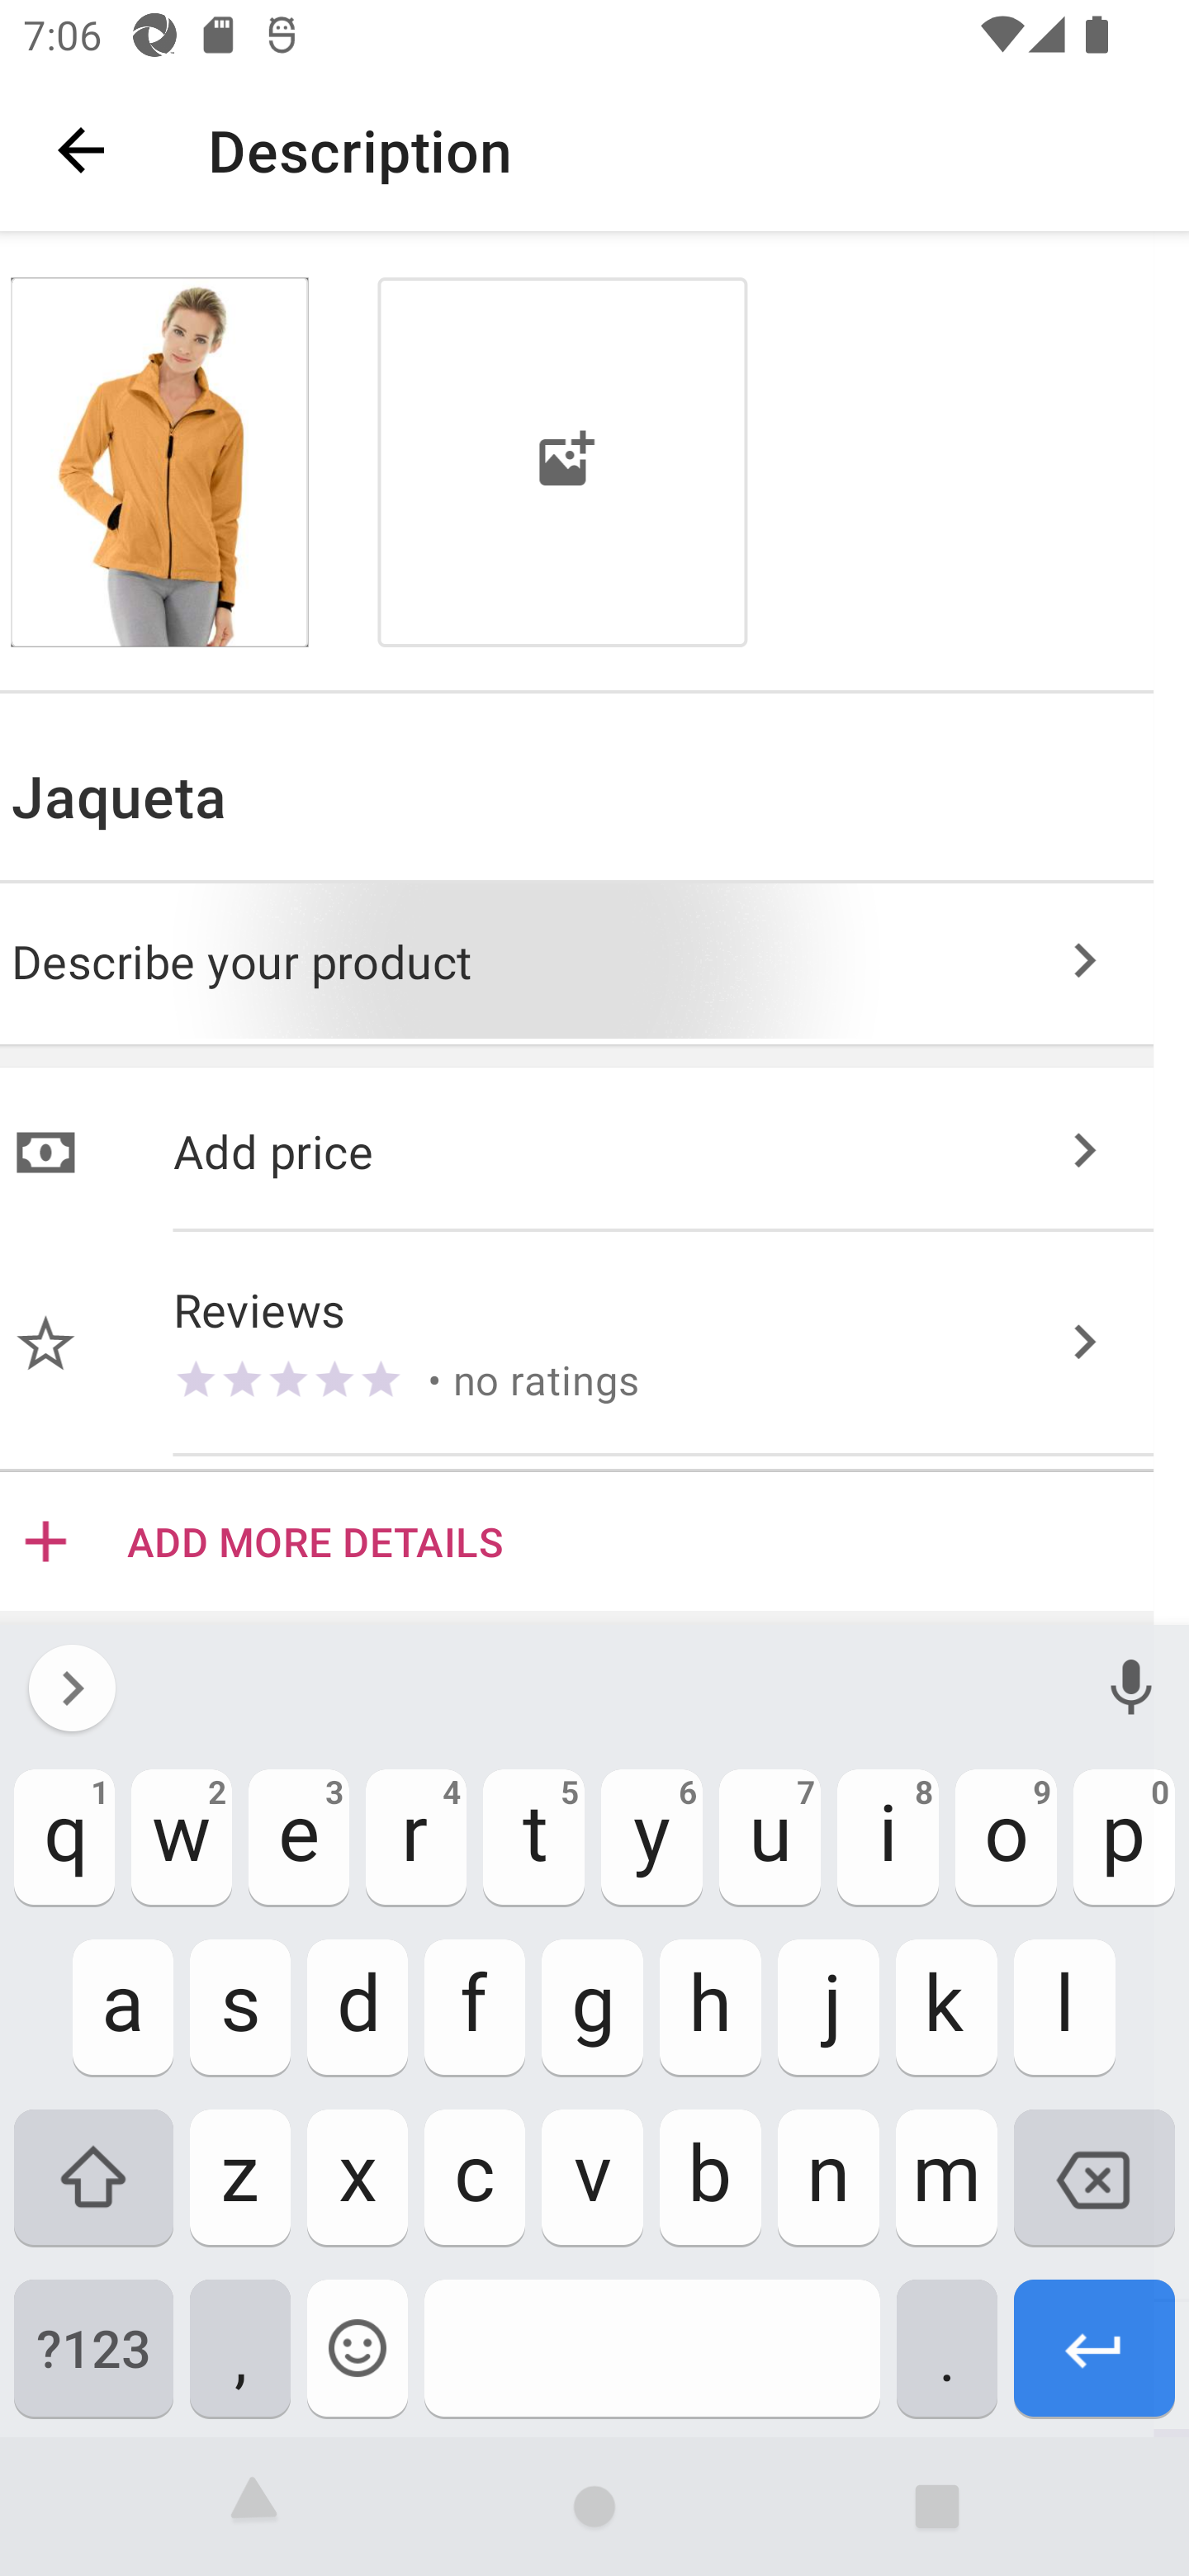 7:06
Description
Jaqueta
Describe your product
Add price
Reviews
• no ratings
ADD MORE DETAILS
1 2 3 4 5 6 7 8 9 0
q w e r t y u i o p
a s d f g h j k l
z x c v b n m
?123 , .